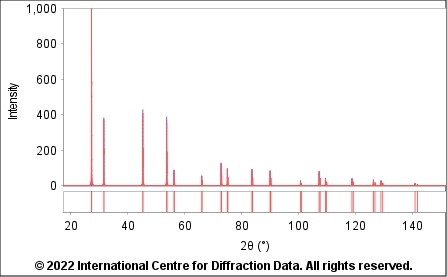 1,000
800
600
400
200
0
Intensity
20 40 60 80 100 120 140
2θ (°)
© 2022 International Centre for Diffraction Data. All rights reserved.